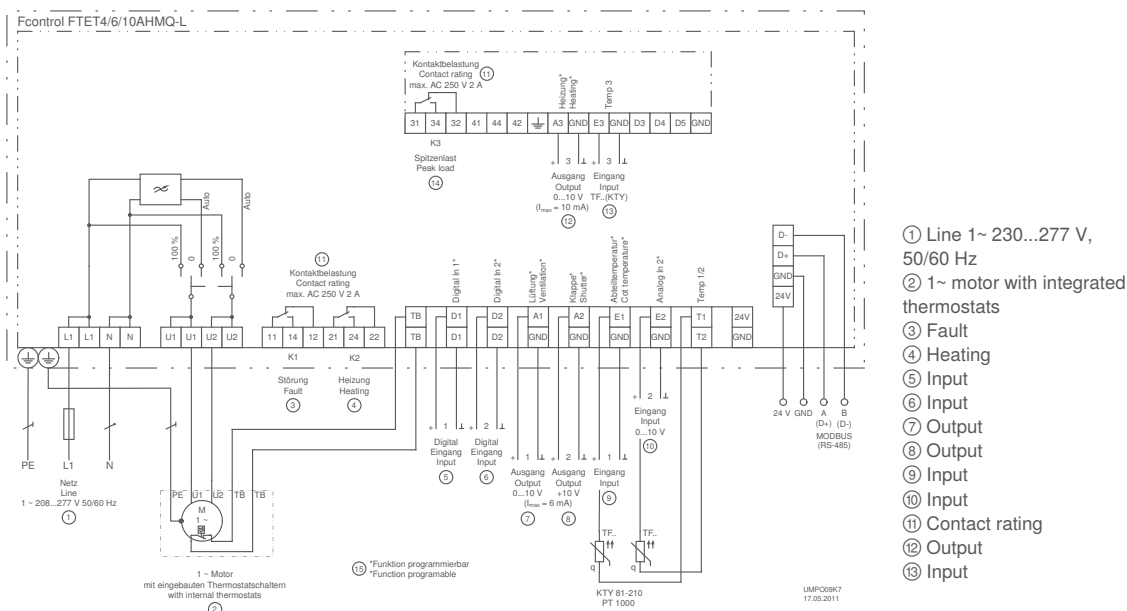 Fcontrol FTET4/6/10AHMQ-L
Kontaktbelastung
Contact rating
max. AC 250 V 2 A
⑪
Heizung*
Heating*
Temp 3
31 34 32 41 44 42 A3 GND E3 GND D3 D4 D5 GND
K3
Spitzenlast
Peak load
⑭
+ 3 ⊥
Ausgang
Output
0...10 V
(Imax = 10 mA)
⑫
+ 3 ⊥
Eingang
Input
TF..(KTY)
⑬
100 %
0
Auto
100 %
0
Auto
⑪
Kontaktbelastung
Contact rating
max. AC 250 V 2 A
Digital In 1*
Digital In 2*
Lüftung*
Ventilation*
Klappe*
Shutter*
Abteiltemperatur*
Cot temperature*
Analog In 2*
Temp 1/2
D-
D+
GND
24V
L1 L1 N N U1 U1 U2 U2 11 14 12 21 24 22
TB D1 D2 A1 A2 E1 E2 T1 24V
TB D1 D2 GND GND GND GND T2 GND
K1
Störung
Fault
③
K2
Heizung
Heating
④
PE L1 N
Netz
Line
1 ~ 208...277 V 50/60 Hz
①
PE U1 U2 TB TB
M
1 ~
1 ~ Motor
mit eingebauten Thermostatschaltern
with internal thermostats
②
+ 1 ⊥
Digital
Eingang
Input
⑤
+ 2 ⊥
Digital
Eingang
Input
⑥
+ 1 ⊥
Ausgang
Output
0...10 V
(Imax = 6 mA)
⑦
+ 2 ⊥
Ausgang
Output
+10 V
⑧
+ 1 ⊥
Eingang
Input
⑨
+ 2 ⊥
Eingang
Input
0...10 V
⑩
TF..
q
TF..
q
KTY 81-210
PT 1000
24 V GND A B
(D+) (D-)
MODBUS
(RS-485)
⑮ *Funktion programmierbar
*Function programable
UMPO09K7
17.05.2011
① Line 1~ 230...277 V,
50/60 Hz
② 1~ motor with integrated
thermostats
③ Fault
④ Heating
⑤ Input
⑥ Input
⑦ Output
⑧ Output
⑨ Input
⑩ Input
⑪ Contact rating
⑫ Output
⑬ Input